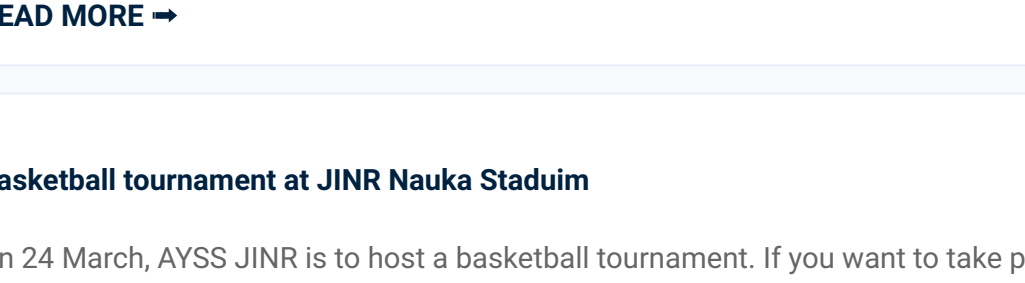 EAD MORE ➡
asketball tournament at JINR Nauka Staduim
n 24 March, AYSS JINR is to host a basketball tournament. If you want to take p